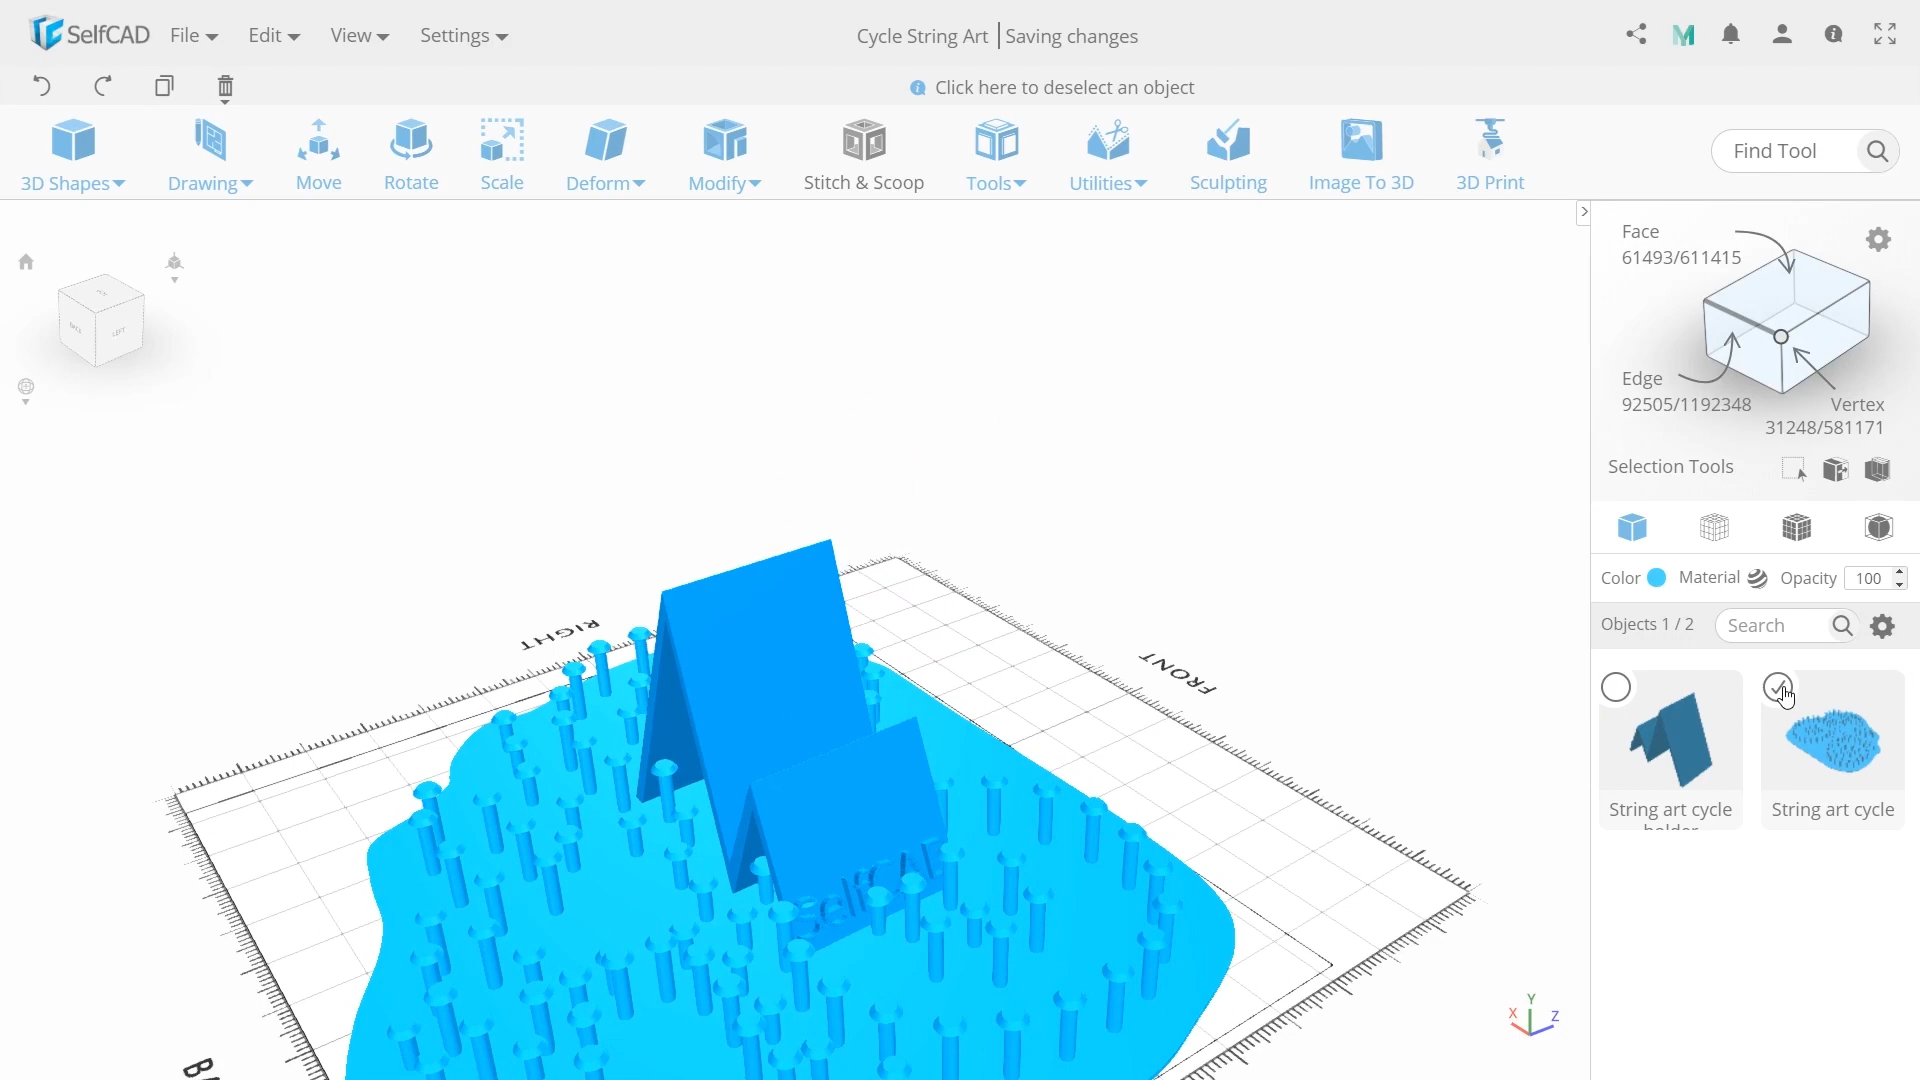 SelfCAD File Edit View Settings Cycle String Art Saving changes
Click here to deselect an object
3D Shapes Drawing Move Rotate Scale Deform Modify Stitch & Scoop Tools Utilities Sculpting Image To 3D 3D Print Find Tool
Face
61493/611415
Edge
92505/1192348
Vertex
31248/581171
Selection Tools
Color Material Opacity 100
Objects 1 / 2 Search
String art cycle
String art cycle
BACK LEFT
RIGHT
FRONT
X Y Z